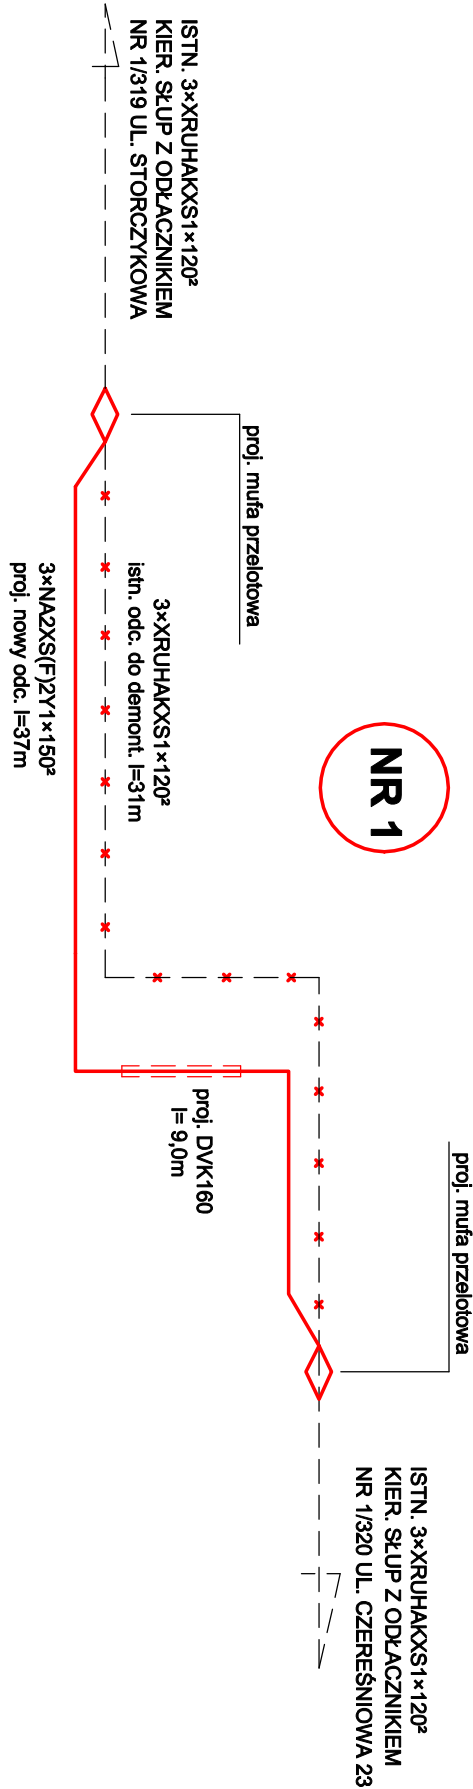 ISTN. 3×XRUHAKXS1×120²
KIER. SŁUP Z ODŁACZNIKIEM
NR 1/319 UL. STORCZYKOWA
proj. mufa przelotowa
3×XRUHAKXS1×120²
istn. odc. do demont. l=31m
3×NA2XS(F)2Y1×150²
proj. nowy odc. l=37m
NR 1
proj. DVK160
l= 9,0m
proj. mufa przelotowa
ISTN. 3×XRUHAKXS1×120²
KIER. SŁUP Z ODŁACZNIKIEM
NR 1/320 UL. CZEREŚNIOWA 23